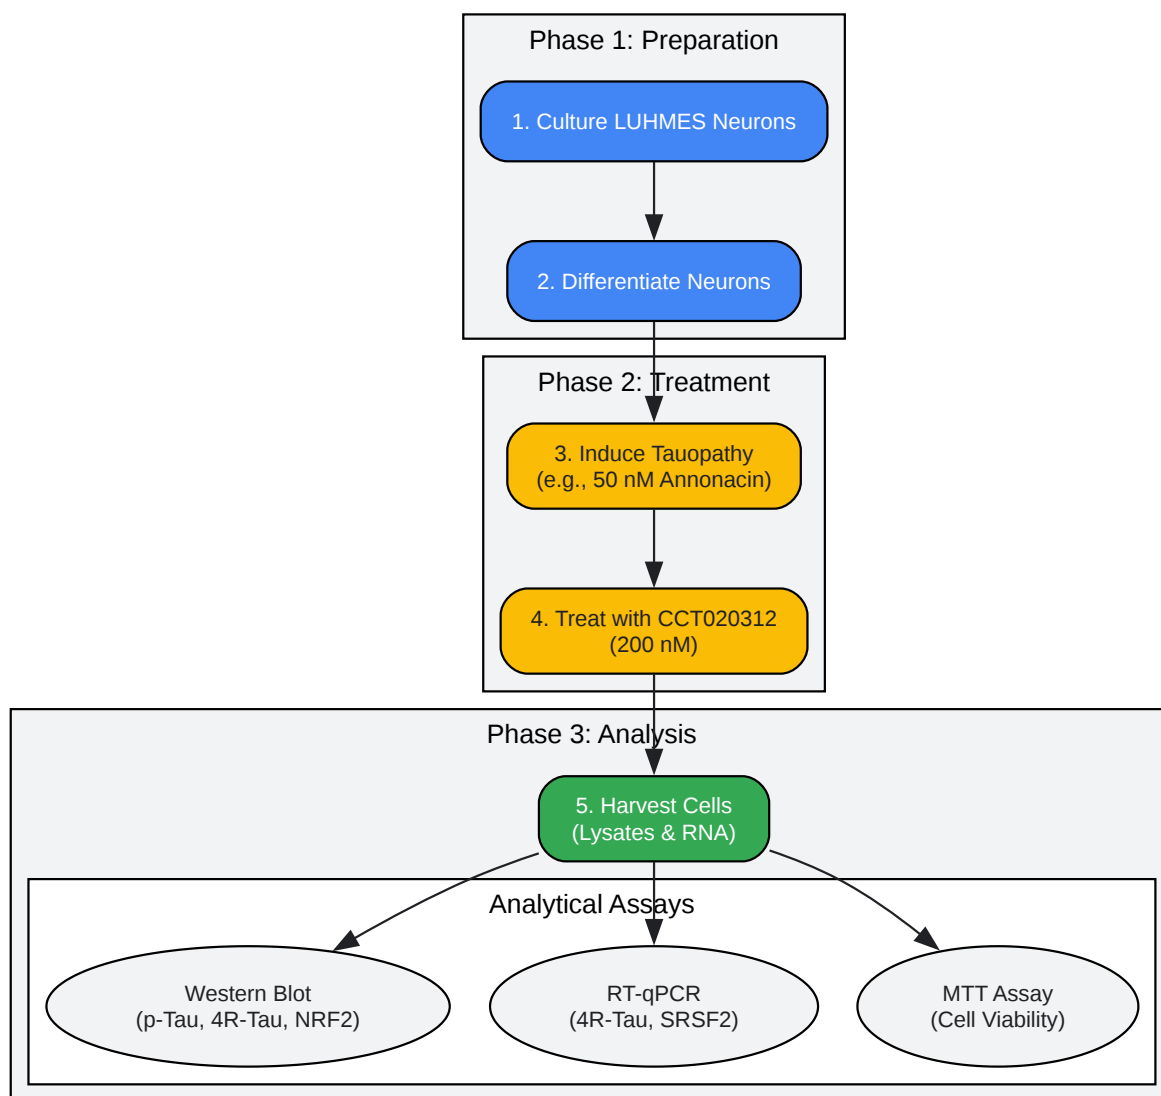 Phase 1: Preparation
1. Culture LUHMES Neurons
2. Differentiate Neurons
Phase 2: Treatment
3. Induce Tauopathy
(e.g., 50 nM Annonacin)
4. Treat with CCT020312
(200 nM)
Phase 3: Analysis
5. Harvest Cells
(Lysates & RNA)
Analytical Assays
Western Blot
(p-Tau, 4R-Tau, NRF2)
RT-qPCR
(4R-Tau, SRSF2)
MTT Assay
(Cell Viability)